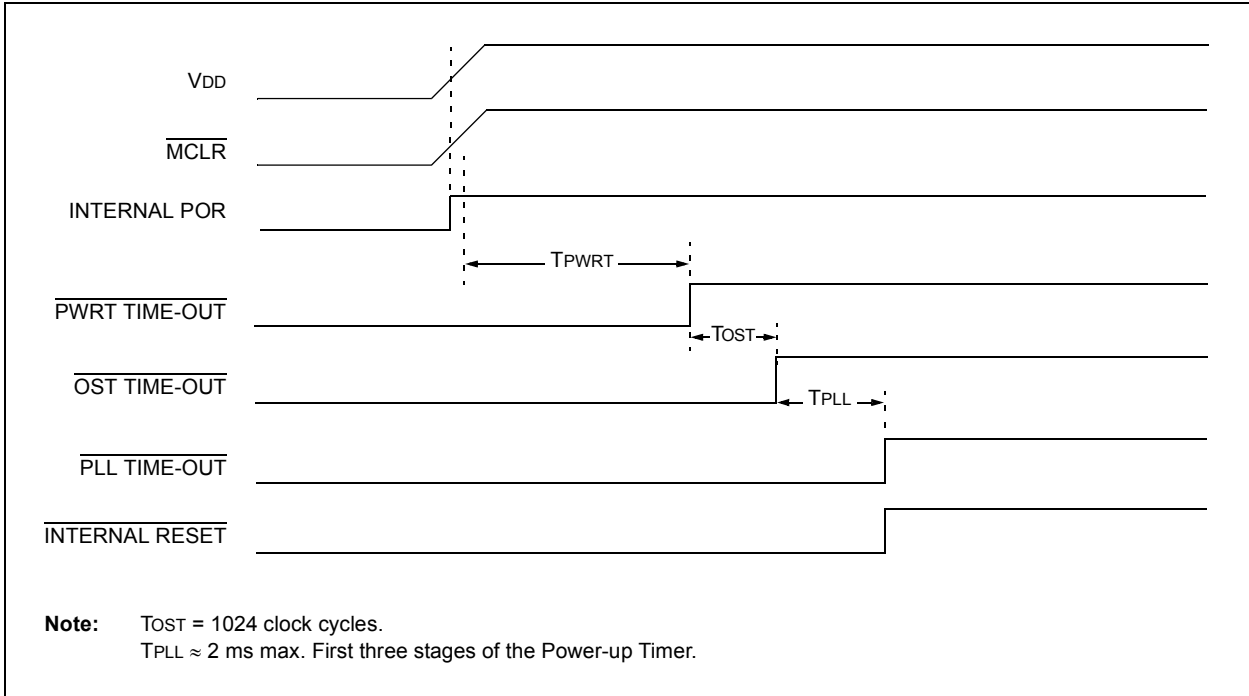 VDD
MCLR
INTERNAL POR
TPWRT
PWRT TIME-OUT
TOST
OST TIME-OUT
TPLL
PLL TIME-OUT
INTERNAL RESET
Note: TOST = 1024 clock cycles.
TPLL ≈ 2 ms max. First three stages of the Power-up Timer.